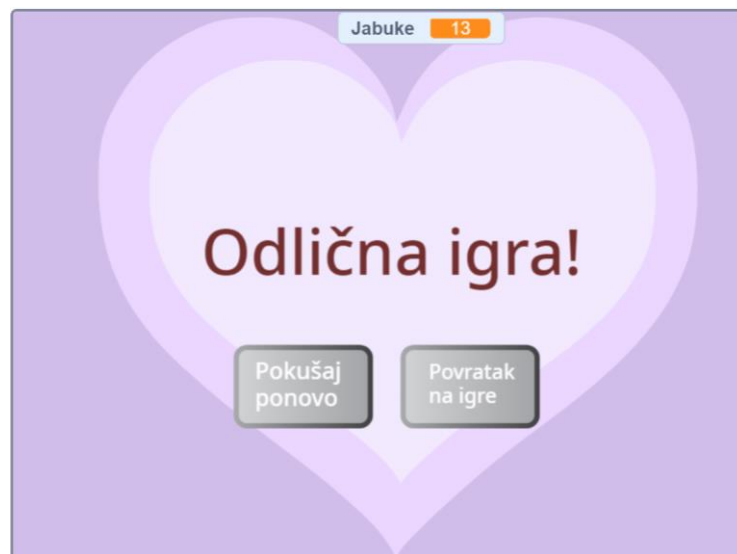 Jabuke 13
Odlična igra!
Pokušaj
ponovo
Povratak
na igre